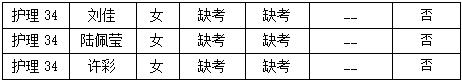 护理 34 刘佳 女 缺考 缺考 -- 否
护理 34 陆佩莹 女 缺考 缺考 -- 否
护理 34 许彩 女 缺考 缺考 -- 否